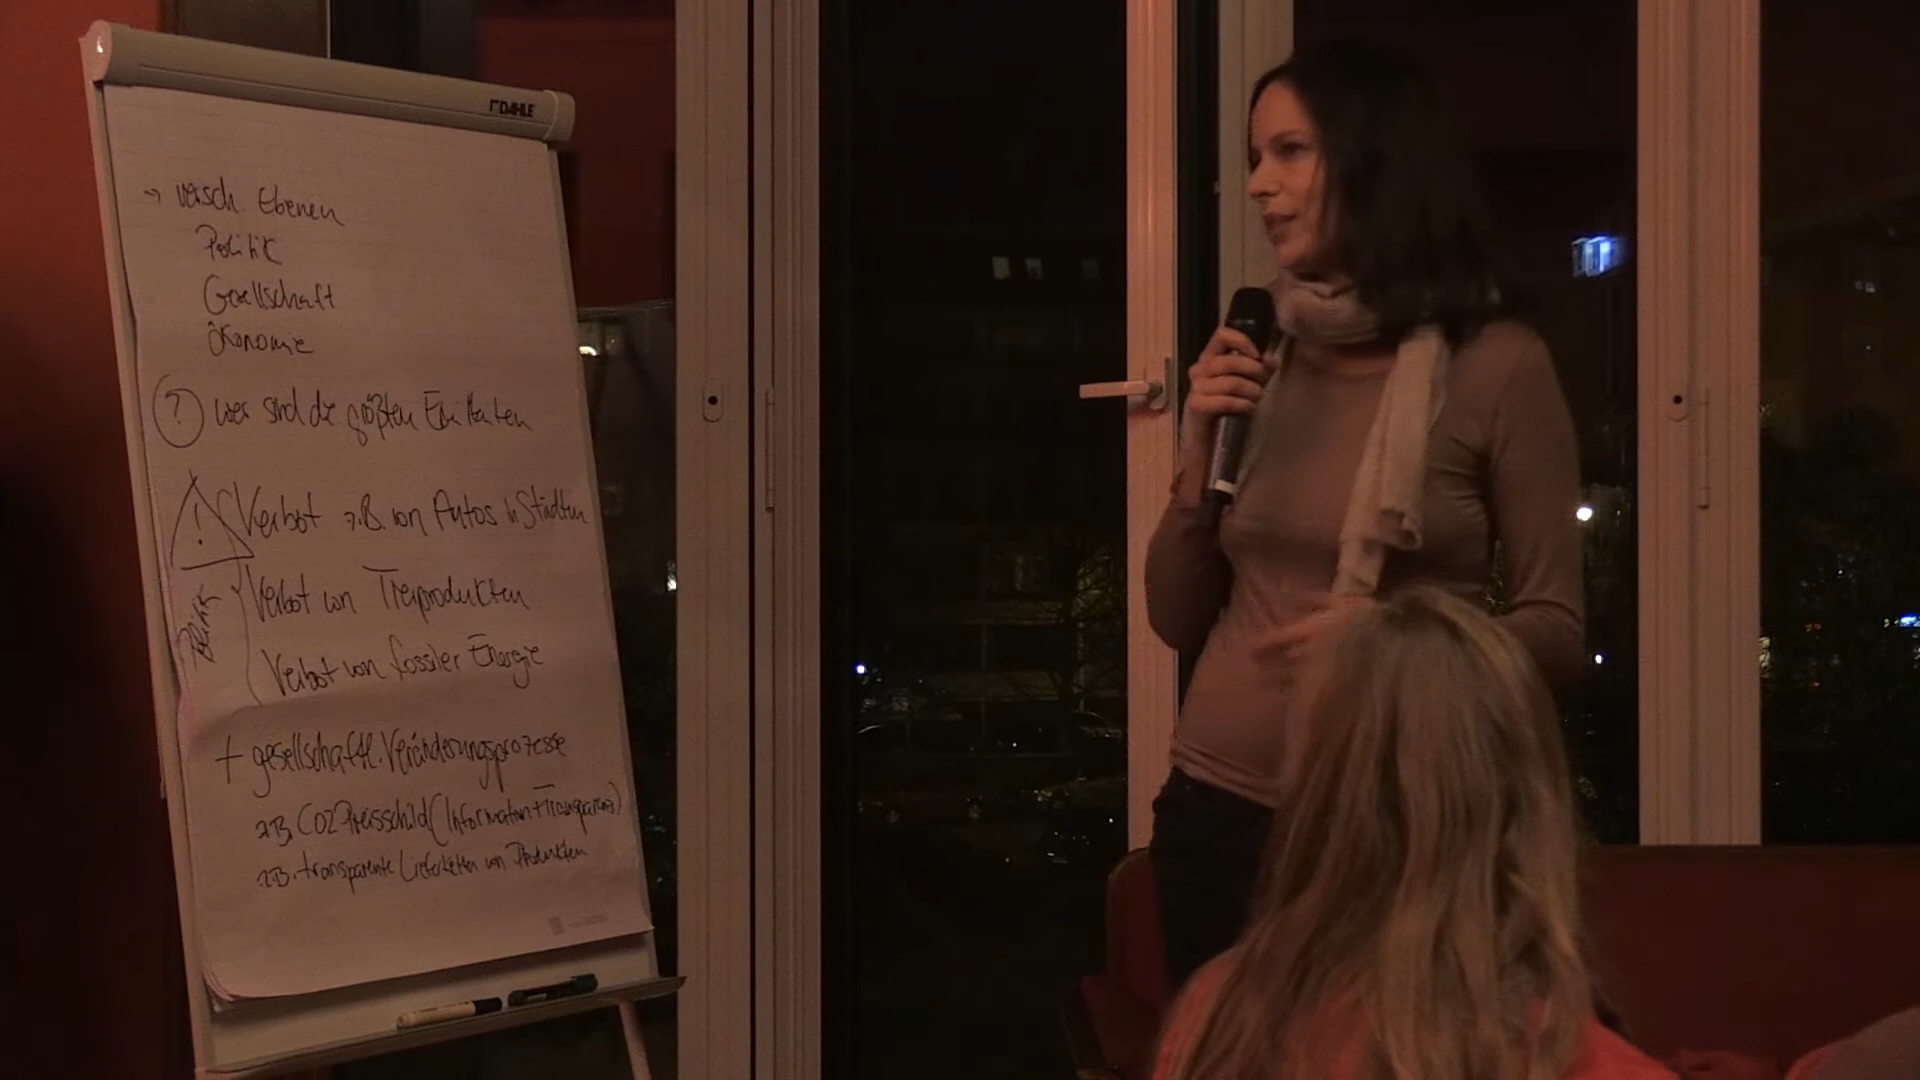 DAHLE
→ versch. Ebenen
Politik
Gesellschaft
Ökonomie
? wer sind die größten Emittenten
! Verbot z.B. von Autos in Städten
Verbot von Tierprodukten
Politik
Verbot von fossiler Energie
+ gesellschaftl. Veränderungsprozesse
z.B. CO2 Preisschild (Information + Transparenz)
z.B. transparente Lieferketten von Produkten